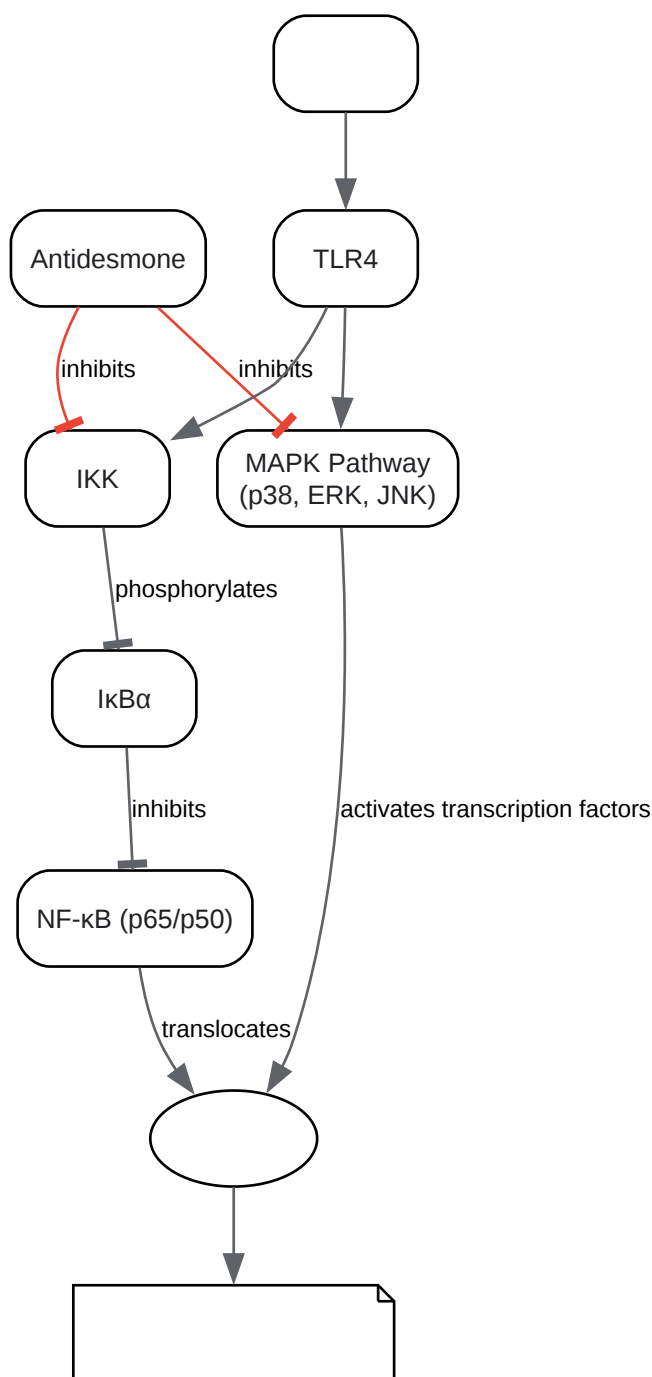 Antidesmone
TLR4
inhibits
inhibits
IKK
MAPK Pathway
(p38, ERK, JNK)
phosphorylates
IκBα
inhibits
activates transcription factors
NF-κB (p65/p50)
translocates